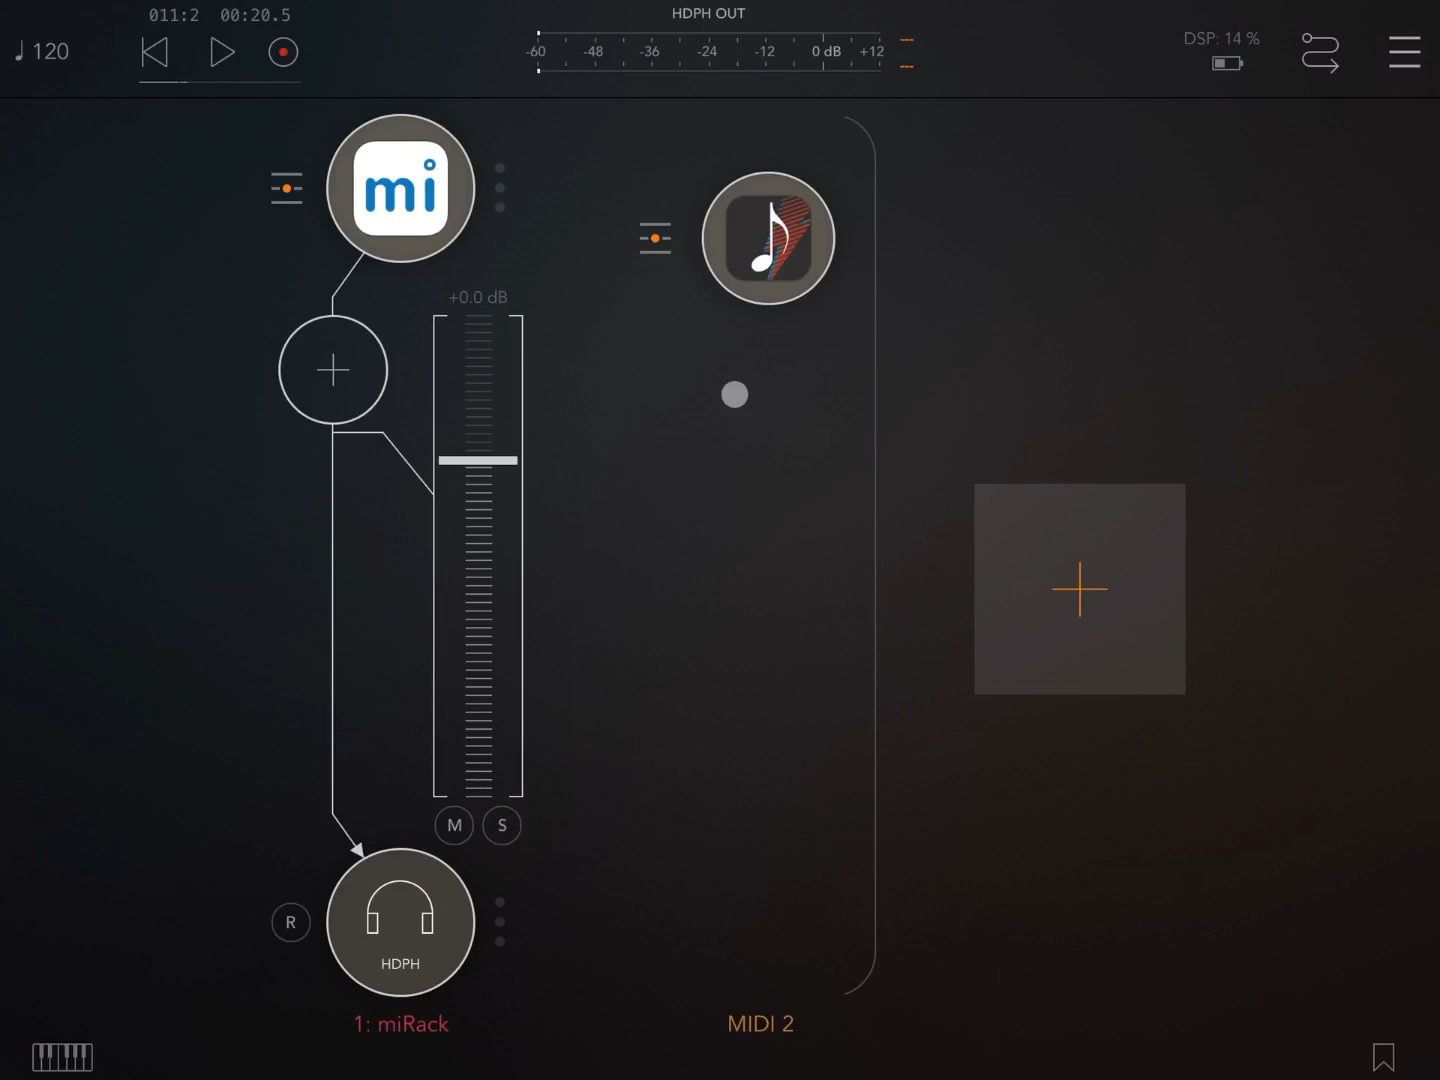 011:2 00:20.5
HDPH OUT
120
-60 -48 -36 -24 -12 0 dB +12
DSP: 14 %
mi
+0.0 dB
M S
R
HDPH
1: miRack
MIDI 2